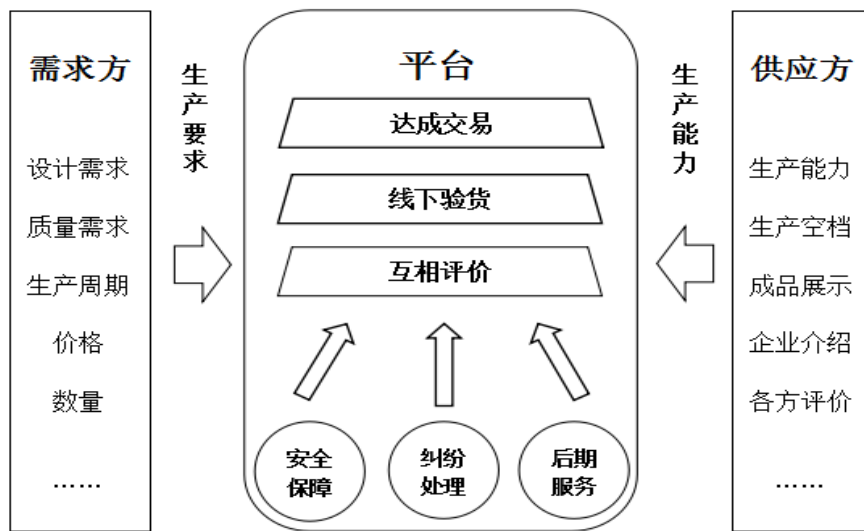 需求方
设计需求
质量需求
生产周期
价格
数量
……
生产要求
平台
达成交易
线下验货
互相评价
安全
保障
纠纷
处理
后期
服务
生产能力
供应方
生产能力
生产空档
成品展示
企业介绍
各方评价
……